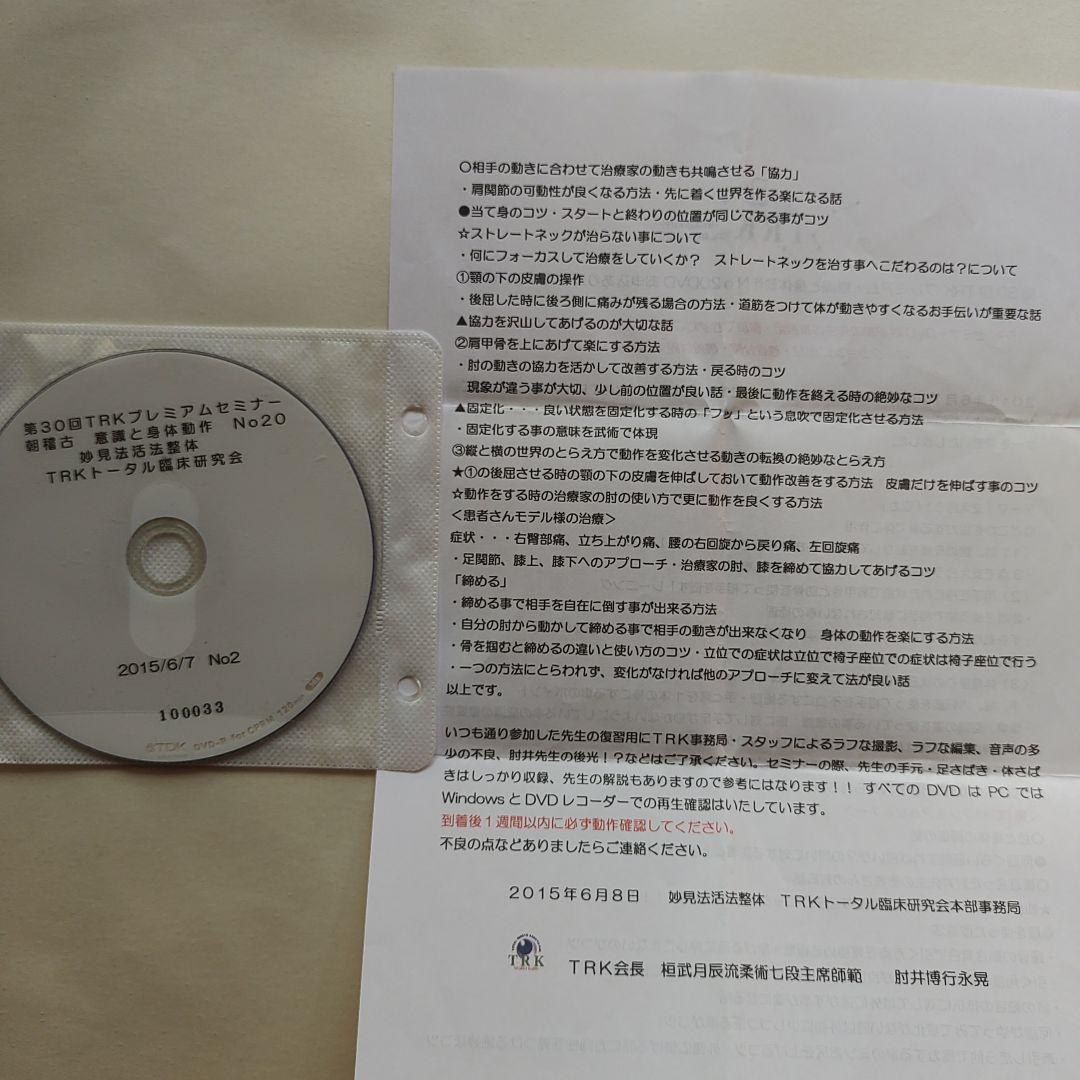 第30回TRKプレミアムセミナー
朝稽古 意識と身体動作 No20
妙見法活法整体
TRKトータル臨床研究会
2015/6/7 No2
100033
TDK DVD-R for CPRM 120min
○相手の動きに合わせて治療家の動きも共鳴させる「協力」
・肩関節の可動性が良くなる方法・先に着く世界を作る楽になる話
●当て身のコツ・スタートと終わりの位置が同じである事がコツ
☆ストレートネックが治らない事について
・何にフォーカスして治療をしていくか? ストレートネックを治す事へこだわるのは?について
①顎の下の皮膚の操作
・後屈した時に後ろ側に痛みが残る場合の方法・道筋をつけて体が動きやすくなるお手伝いが重要な話
▲協力を沢山してあげるのが大切な話
②肩甲骨を上にあげて楽にする方法
・肘の動きの協力を活かして改善する方法・戻る時のコツ
現象が違う事が大切、少し前の位置が良い話・最後に動作を終える時の絶妙なコツ
▲固定化・・・良い状態を固定化する時の「フッ」という息吹で固定化させる方法
・固定化する事の意味を武術で体現
③縦と横の世界のとらえ方で動作を変化させる動きの転換の絶妙なとらえ方
★①の後屈させる時の顎の下の皮膚を伸ばしておいて動作改善をする方法 皮膚だけを伸ばす事のコツ
☆動作をする時の治療家の肘の使い方で更に動作を良くする方法
<患者さんモデル様の治療>
症状・・・右臀部痛、立ち上がり痛、腰の右回旋から戻り痛、左回旋痛
・足関節、膝上、膝下へのアプローチ・治療家の肘、膝を締めて協力してあげるコツ
「締める」
・締める事で相手を自在に倒す事が出来る方法
・自分の肘から動かして締める事で相手の動きが出来なくなり 身体の動作を楽にする方法
・骨を掴むと締めるの違いと使い方のコツ・立位での症状は立位で椅子座位での症状は椅子座位で行う
・一つの方法にとらわれず、変化がなければ他のアプローチに変えて法が良い話
以上です。
いつも通り参加した先生の復習用にTRK事務局・スタッフによるラフな撮影、ラフな編集、音声の多
少の不良、肘井先生の後光!?などはご了承ください。セミナーの際、先生の手元・足さばき・体さば
きはしっかり収録、先生の解説もありますので参考にはなります!! すべての DVD は PC では
Windows と DVD レコーダーでの再生確認はいたしています。
到着後1週間以内に必ず動作確認してください。
不良の点などありましたらご連絡ください。
2015年6月8日 妙見法活法整体 TRKトータル臨床研究会本部事務局
TRK
TRK会長 桓武月辰流柔術七段主席師範 肘井博行永晃